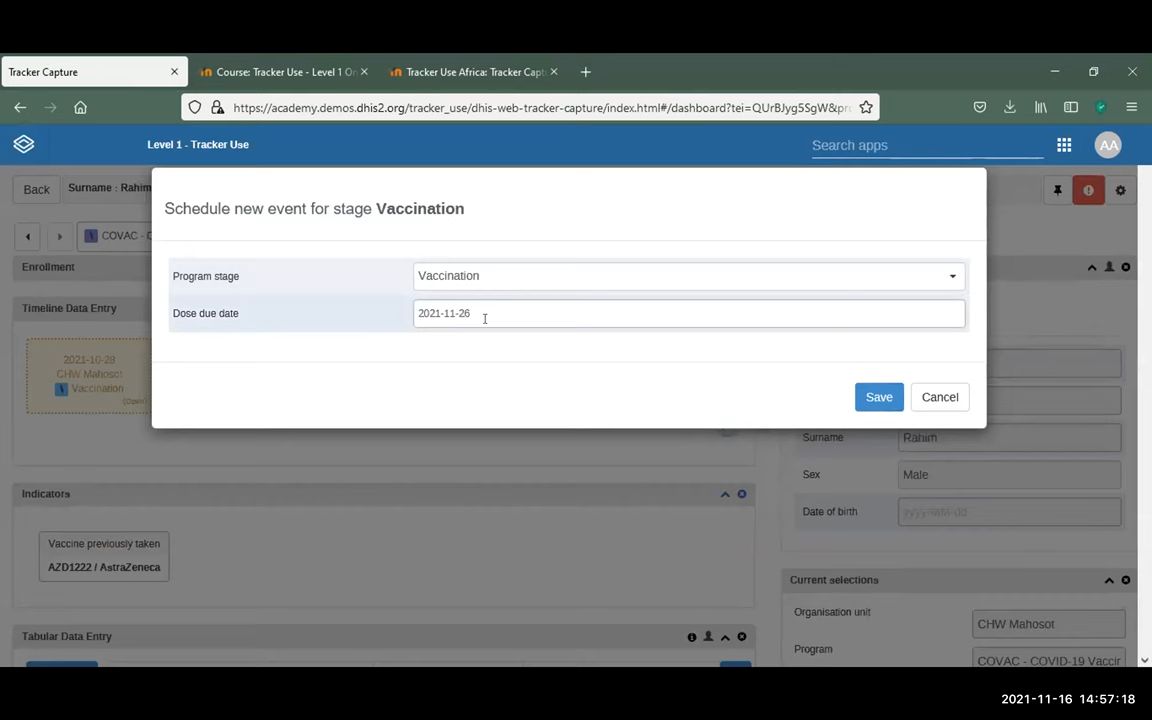 Tracker Capture
Course: Tracker Use - Level 1 On
Tracker Use Africa: Tracker Capt
https://academy.demos.dhis2.org/tracker_use/dhis-web-tracker-capture/index.html#/dashboard?tei=QUrBJyg5SgW&pr
Level 1 - Tracker Use
Search apps
AA
Back
Surname : Rahim
Schedule new event for stage Vaccination
COVAC - C
Program stage
Vaccination
Enrollment
Dose due date
2021-11-26
Timeline Data Entry
2021-10-28
CHW Mahosot
Vaccination
(Open)
Save
Cancel
Surname
Rahim
Sex
Male
Date of birth
yyyy-MM-dd
Indicators
Vaccine previously taken
AZD1222 / AstraZeneca
Current selections
Organisation unit
CHW Mahosot
Tabular Data Entry
Program
COVAC - COVID-19 Vaccin
2021-11-16 14:57:18